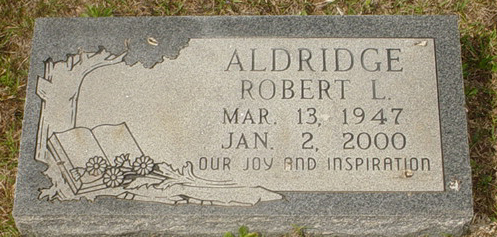 ALDRIDGE
ROBERT L.
MAR. 13, 1947
JAN. 2, 2000
OUR JOY AND INSPIRATION